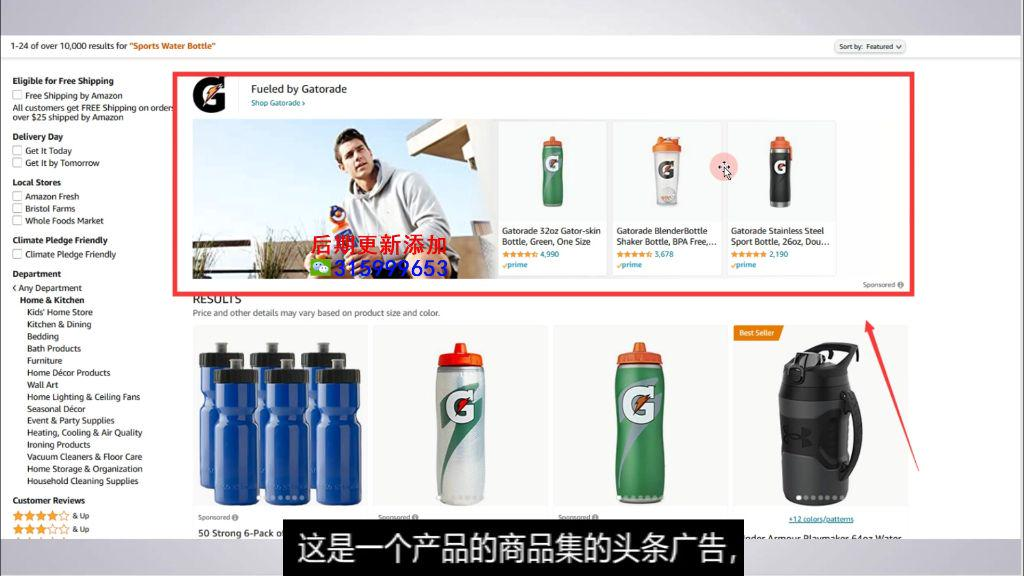 1-24 of over 10,000 results for "Sports Water Bottle"
Sort by: Featured
Eligible for Free Shipping
Free Shipping by Amazon
All customers get FREE Shipping on orders
over $25 shipped by Amazon
Delivery Day
Get It Today
Get It by Tomorrow
Local Stores
Amazon Fresh
Bristol Farms
Whole Foods Market
Climate Pledge Friendly
Climate Pledge Friendly
Department
Any Department
Home & Kitchen
Kids' Home Store
Kitchen & Dining
Bedding
Bath Products
Furniture
Home Décor Products
Wall Art
Home Lighting & Ceiling Fans
Seasonal Décor
Event & Party Supplies
Heating, Cooling & Air Quality
Ironing Products
Vacuum Cleaners & Floor Care
Home Storage & Organization
Household Cleaning Supplies
Customer Reviews
& Up
& Up
G
Fueled by Gatorade
Shop Gatorade
后期更新添加
315999653
Gatorade 32oz Gator-skin
Bottle, Green, One Size
4,990
prime
Gatorade BlenderBottle
Shaker Bottle, BPA Free,...
3,678
prime
Gatorade Stainless Steel
Sport Bottle, 26oz, Dou...
2,190
prime
Sponsored
RESULTS
Price and other details may vary based on product size and color.
Best Seller
G
G
Sponsored
50 Strong 6-Pack of
Sponsored
Sponsored
+12 colors/patterns
Under Armour Playmaker 64oz Water
这是一个产品的商品集的头条广告,